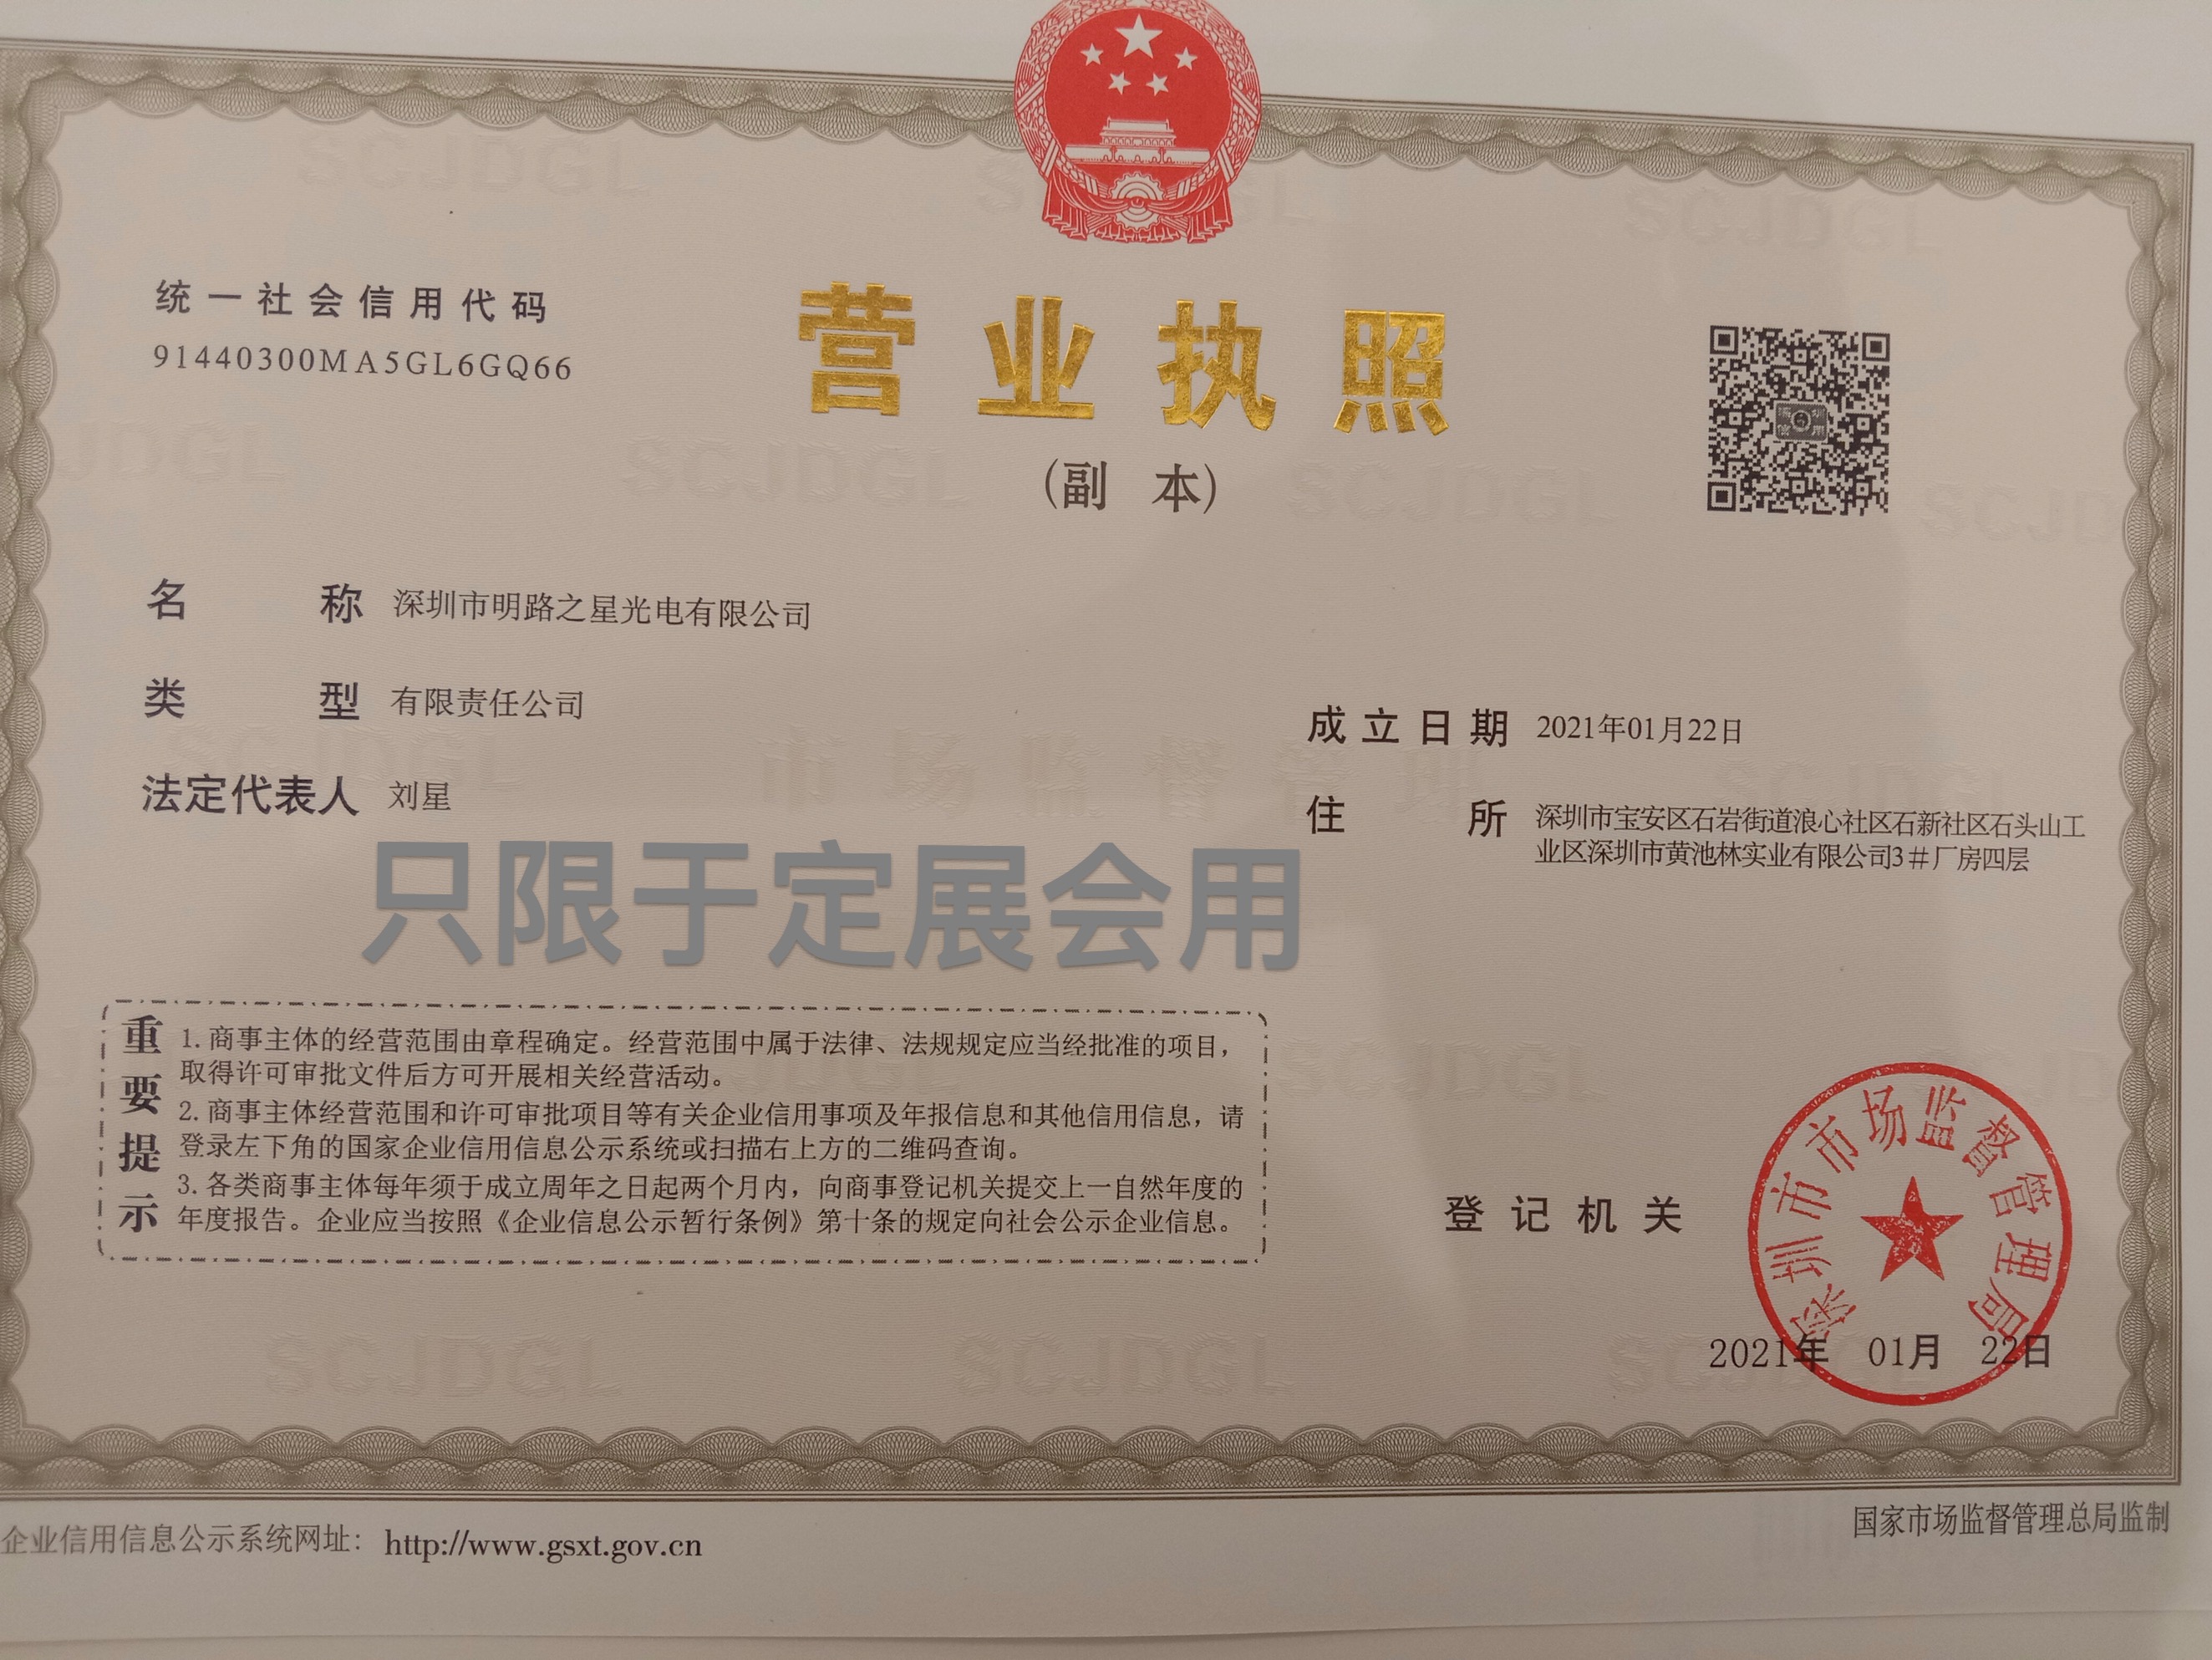 统一社会信用代码
91440300MA5GL6GQ66
营业执照
(副 本)
名 称 深圳市明路之星光电有限公司
类 型 有限责任公司
法定代表人 刘星
成立日期 2021年01月22日
住 所 深圳市宝安区石岩街道浪心社区石新社区石头山工
业区深圳市黄池林实业有限公司3#厂房四层
只限于定展会用
重要提示
1. 商事主体的经营范围由章程确定。经营范围中属于法律、法规规定应当经批准的项目，
取得许可审批文件后方可开展相关经营活动。
2. 商事主体经营范围和许可审批项目等有关企业信用事项及年报信息和其他信用信息，请
登录左下角的国家企业信用信息公示系统或扫描右上方的二维码查询。
3. 各类商事主体每年须于成立周年之日起两个月内，向商事登记机关提交上一自然年度的
年度报告。企业应当按照《企业信息公示暂行条例》第十条的规定向社会公示企业信息。
登记机关
深圳市市场监督管理局
2021年 01月 22日
企业信用信息公示系统网址： http://www.gsxt.gov.cn
国家市场监督管理总局监制